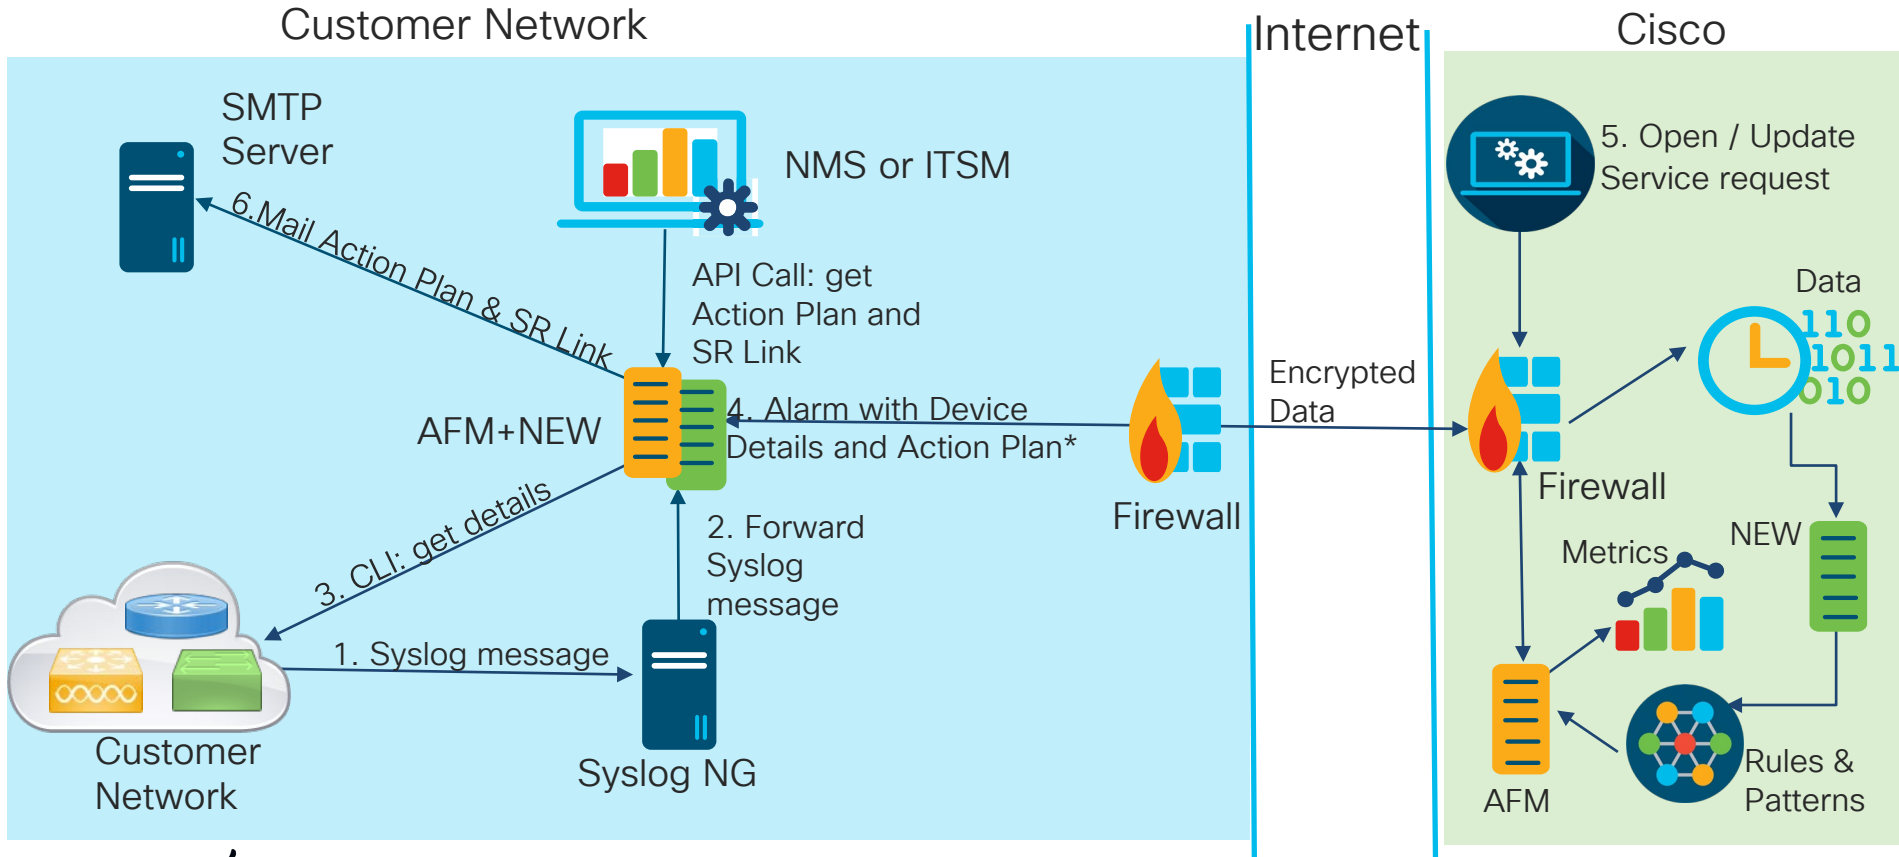 Customer Network
Internet
Cisco
SMTP
Server
NMS or ITSM
5. Open / Update
Service request
6.Mail Action Plan & SR Link
API Call: get
Action Plan and
SR Link
Data
110
1011
010
Encrypted
Data
AFM+NEW
4. Alarm with Device
Details and Action Plan*
Firewall
Firewall
3. CLI: get details
2. Forward
Syslog
message
NEW
Metrics
1. Syslog message
Customer
Network
Syslog NG
AFM
Rules &
Patterns